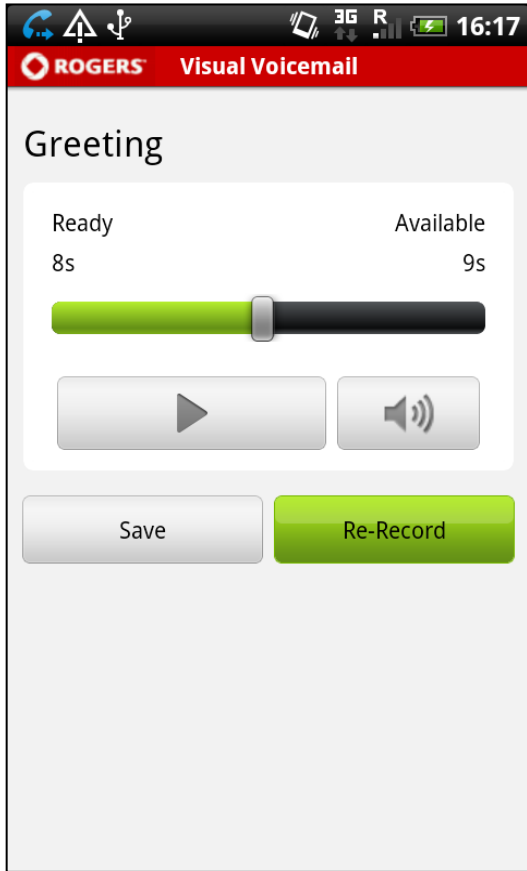 3G R 16:17
ROGERS Visual Voicemail
Greeting
Ready Available
8s 9s
Save Re-Record